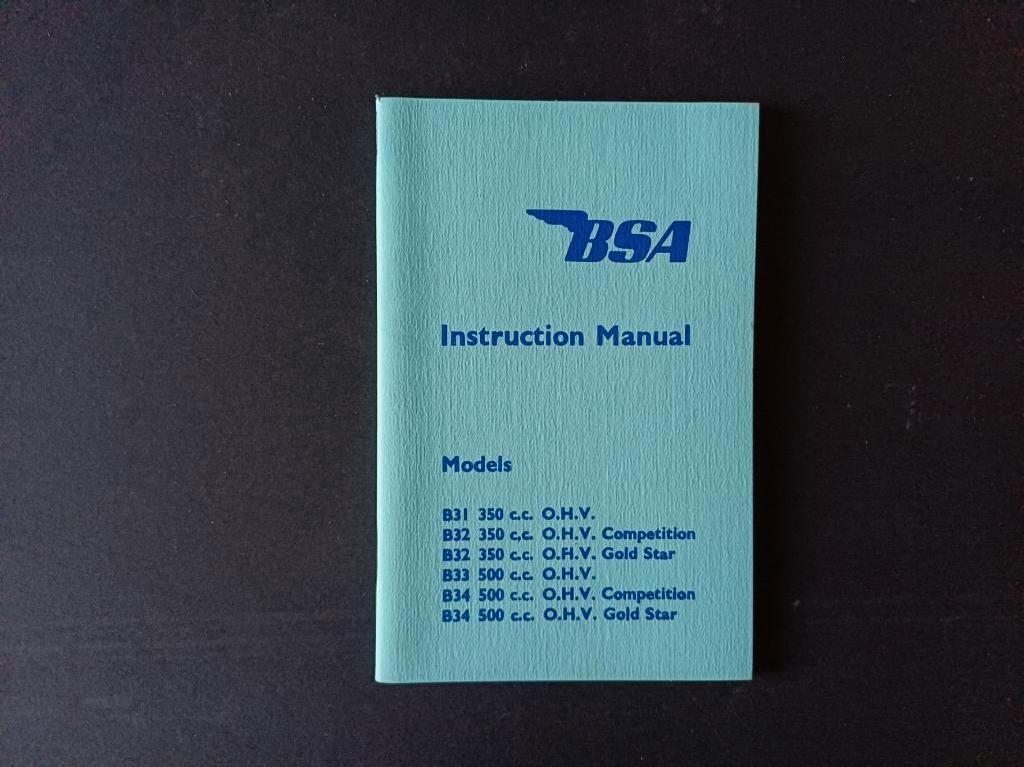 BSA
Instruction Manual
Models
B31 350 c.c. O.H.V.
B32 350 c.c. O.H.V. Competition
B32 350 c.c. O.H.V. Gold Star
B33 500 c.c. O.H.V.
B34 500 c.c. O.H.V. Competition
B34 500 c.c. O.H.V. Gold Star